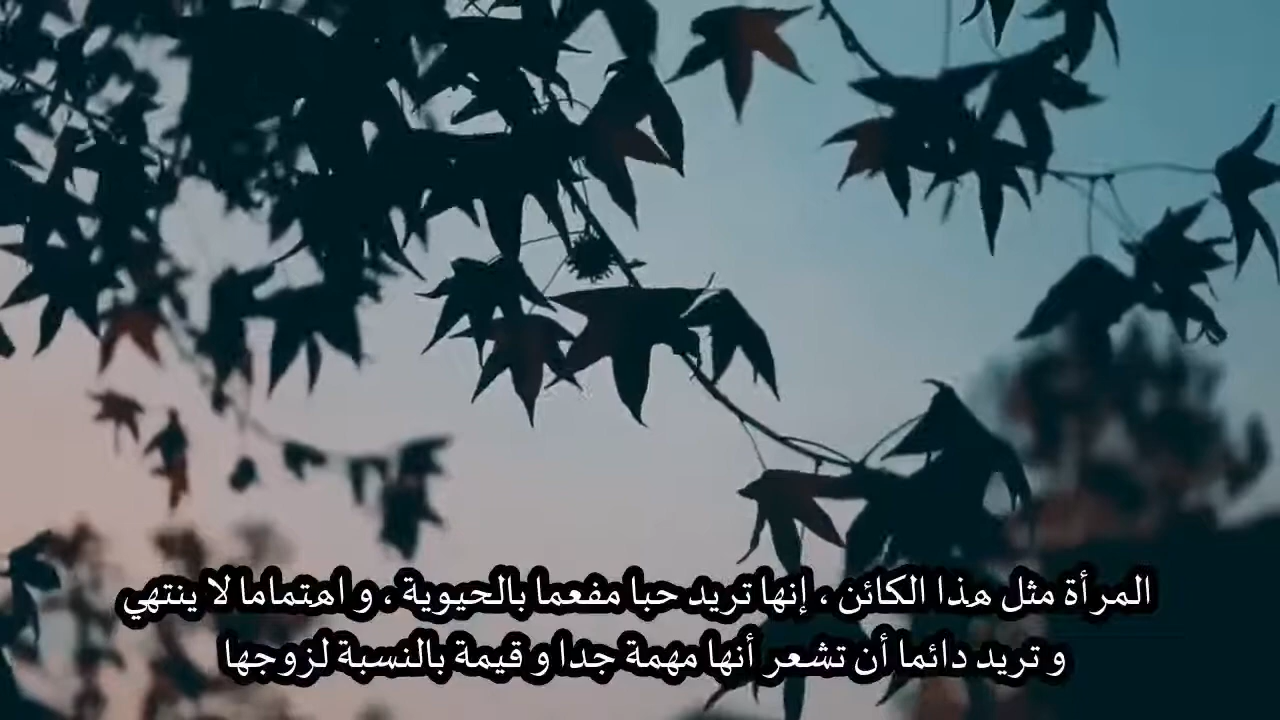 المرأة مثل هذا الكائن ، إنها تريد حبا مفعما بالحيوية ، و اهتماما لا ينتهي
و تريد دائما أن تشعر أنها مهمة جدا و قيمة بالنسبة لزوجها